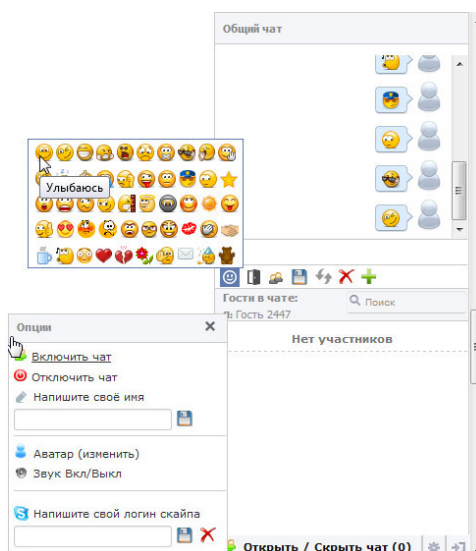 Общий чат
Улыбаюсь
Гости в чате:
Поиск
Гость 2447
Нет участников
Опции
Включить чат
Отключить чат
Напишите своё имя
Аватар (изменить)
Звук Вкл/Выкл
Напишите свой логин скайпа
Открыть / Скрыть чат (0)